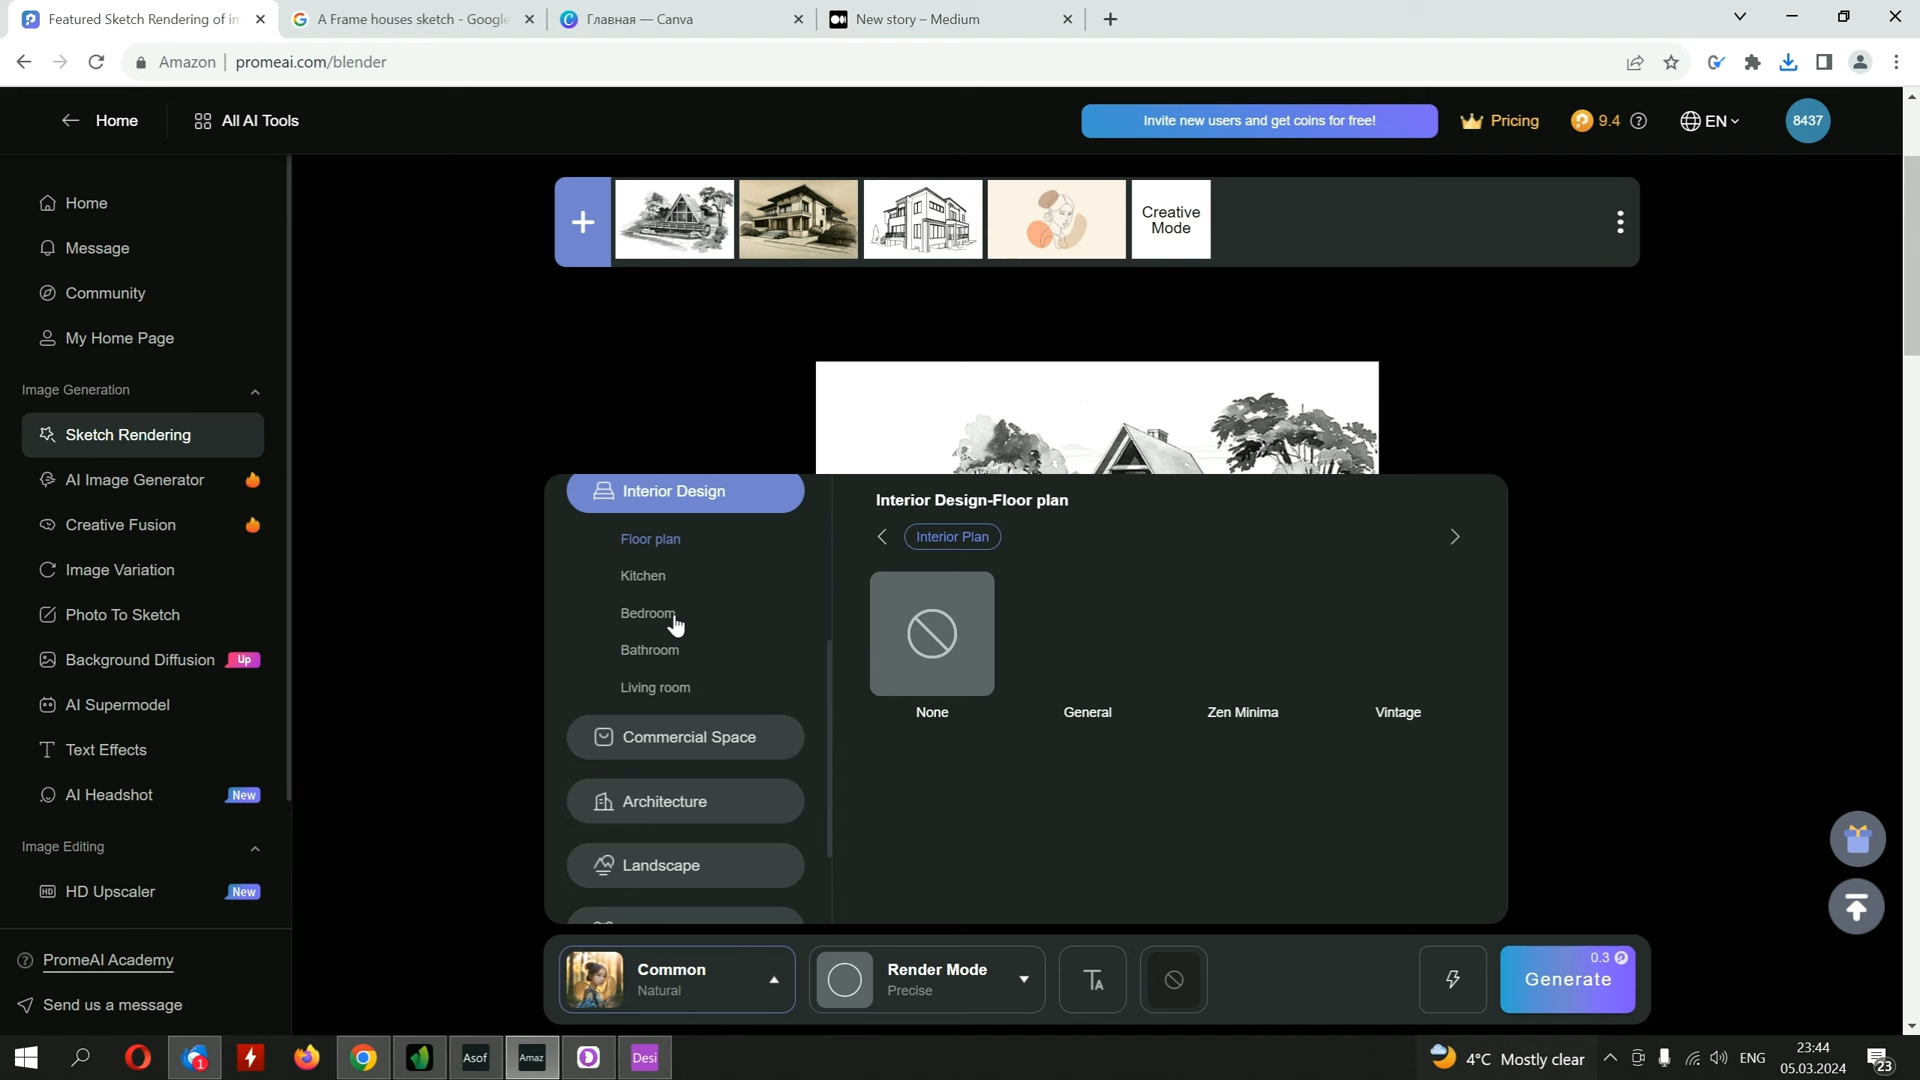 Featured Sketch Rendering of in
A Frame houses sketch - Google
Главная — Canva
New story – Medium
Amazon
promeai.com/blender
Home
All AI Tools
Invite new users and get coins for free!
Pricing
9.4
EN
8437
Home
Message
Community
My Home Page
Image Generation
Sketch Rendering
AI Image Generator
Creative Fusion
Image Variation
Photo To Sketch
Background Diffusion Up
AI Supermodel
Text Effects
AI Headshot New
Image Editing
HD Upscaler New
PromeAI Academy
Send us a message
Creative
Mode
Interior Design
Floor plan
Kitchen
Bedroom
Bathroom
Living room
Commercial Space
Architecture
Landscape
Interior Design-Floor plan
Interior Plan
None
General
Zen Minima
Vintage
Common
Natural
Render Mode
Precise
0.3
Generate
1
Asof
Amaz
Desi
4°C Mostly clear
ENG
23:44
05.03.2024
23